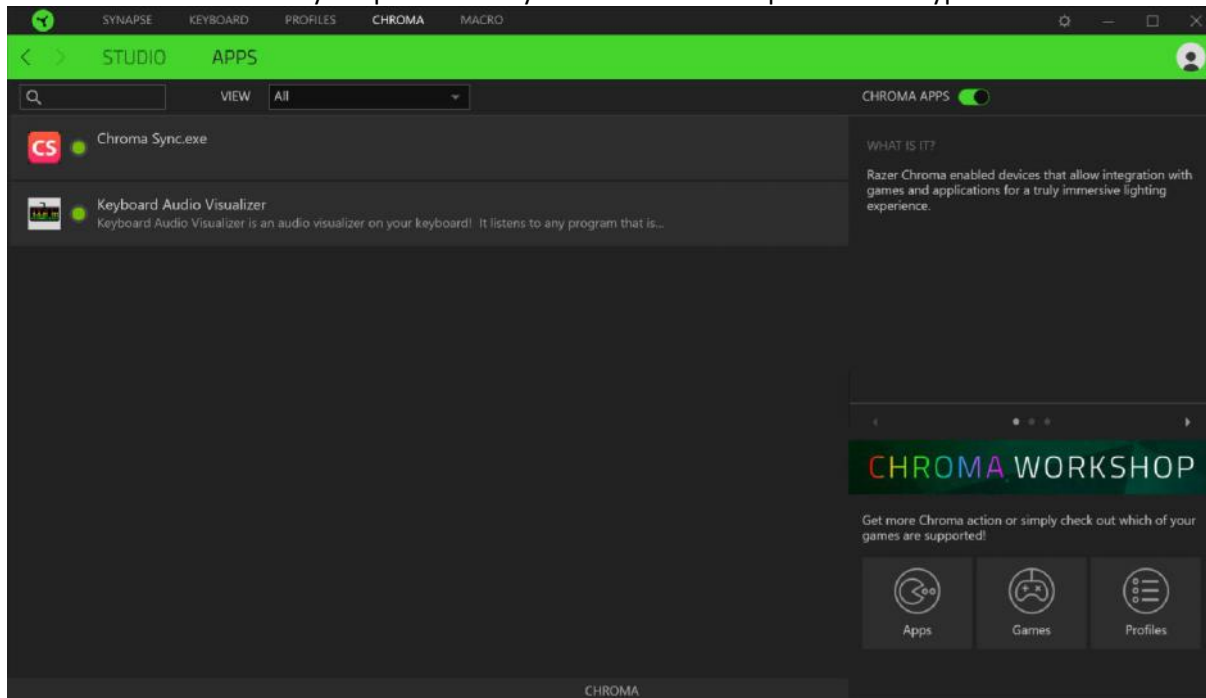 SYNAPSE KEYBOARD PROFILES CHROMA MACRO
STUDIO APPS
VIEW All
CHROMA APPS
CS
Chroma Sync.exe
Keyboard Audio Visualizer
Keyboard Audio Visualizer is an audio visualizer on your keyboard! It listens to any program that is...
WHAT IS IT?
Razer Chroma enabled devices that allow integration with
games and applications for a truly immersive lighting
experience.
CHROMA WORKSHOP
Get more Chroma action or simply check out which of your
games are supported!
Apps Games Profiles
CHROMA